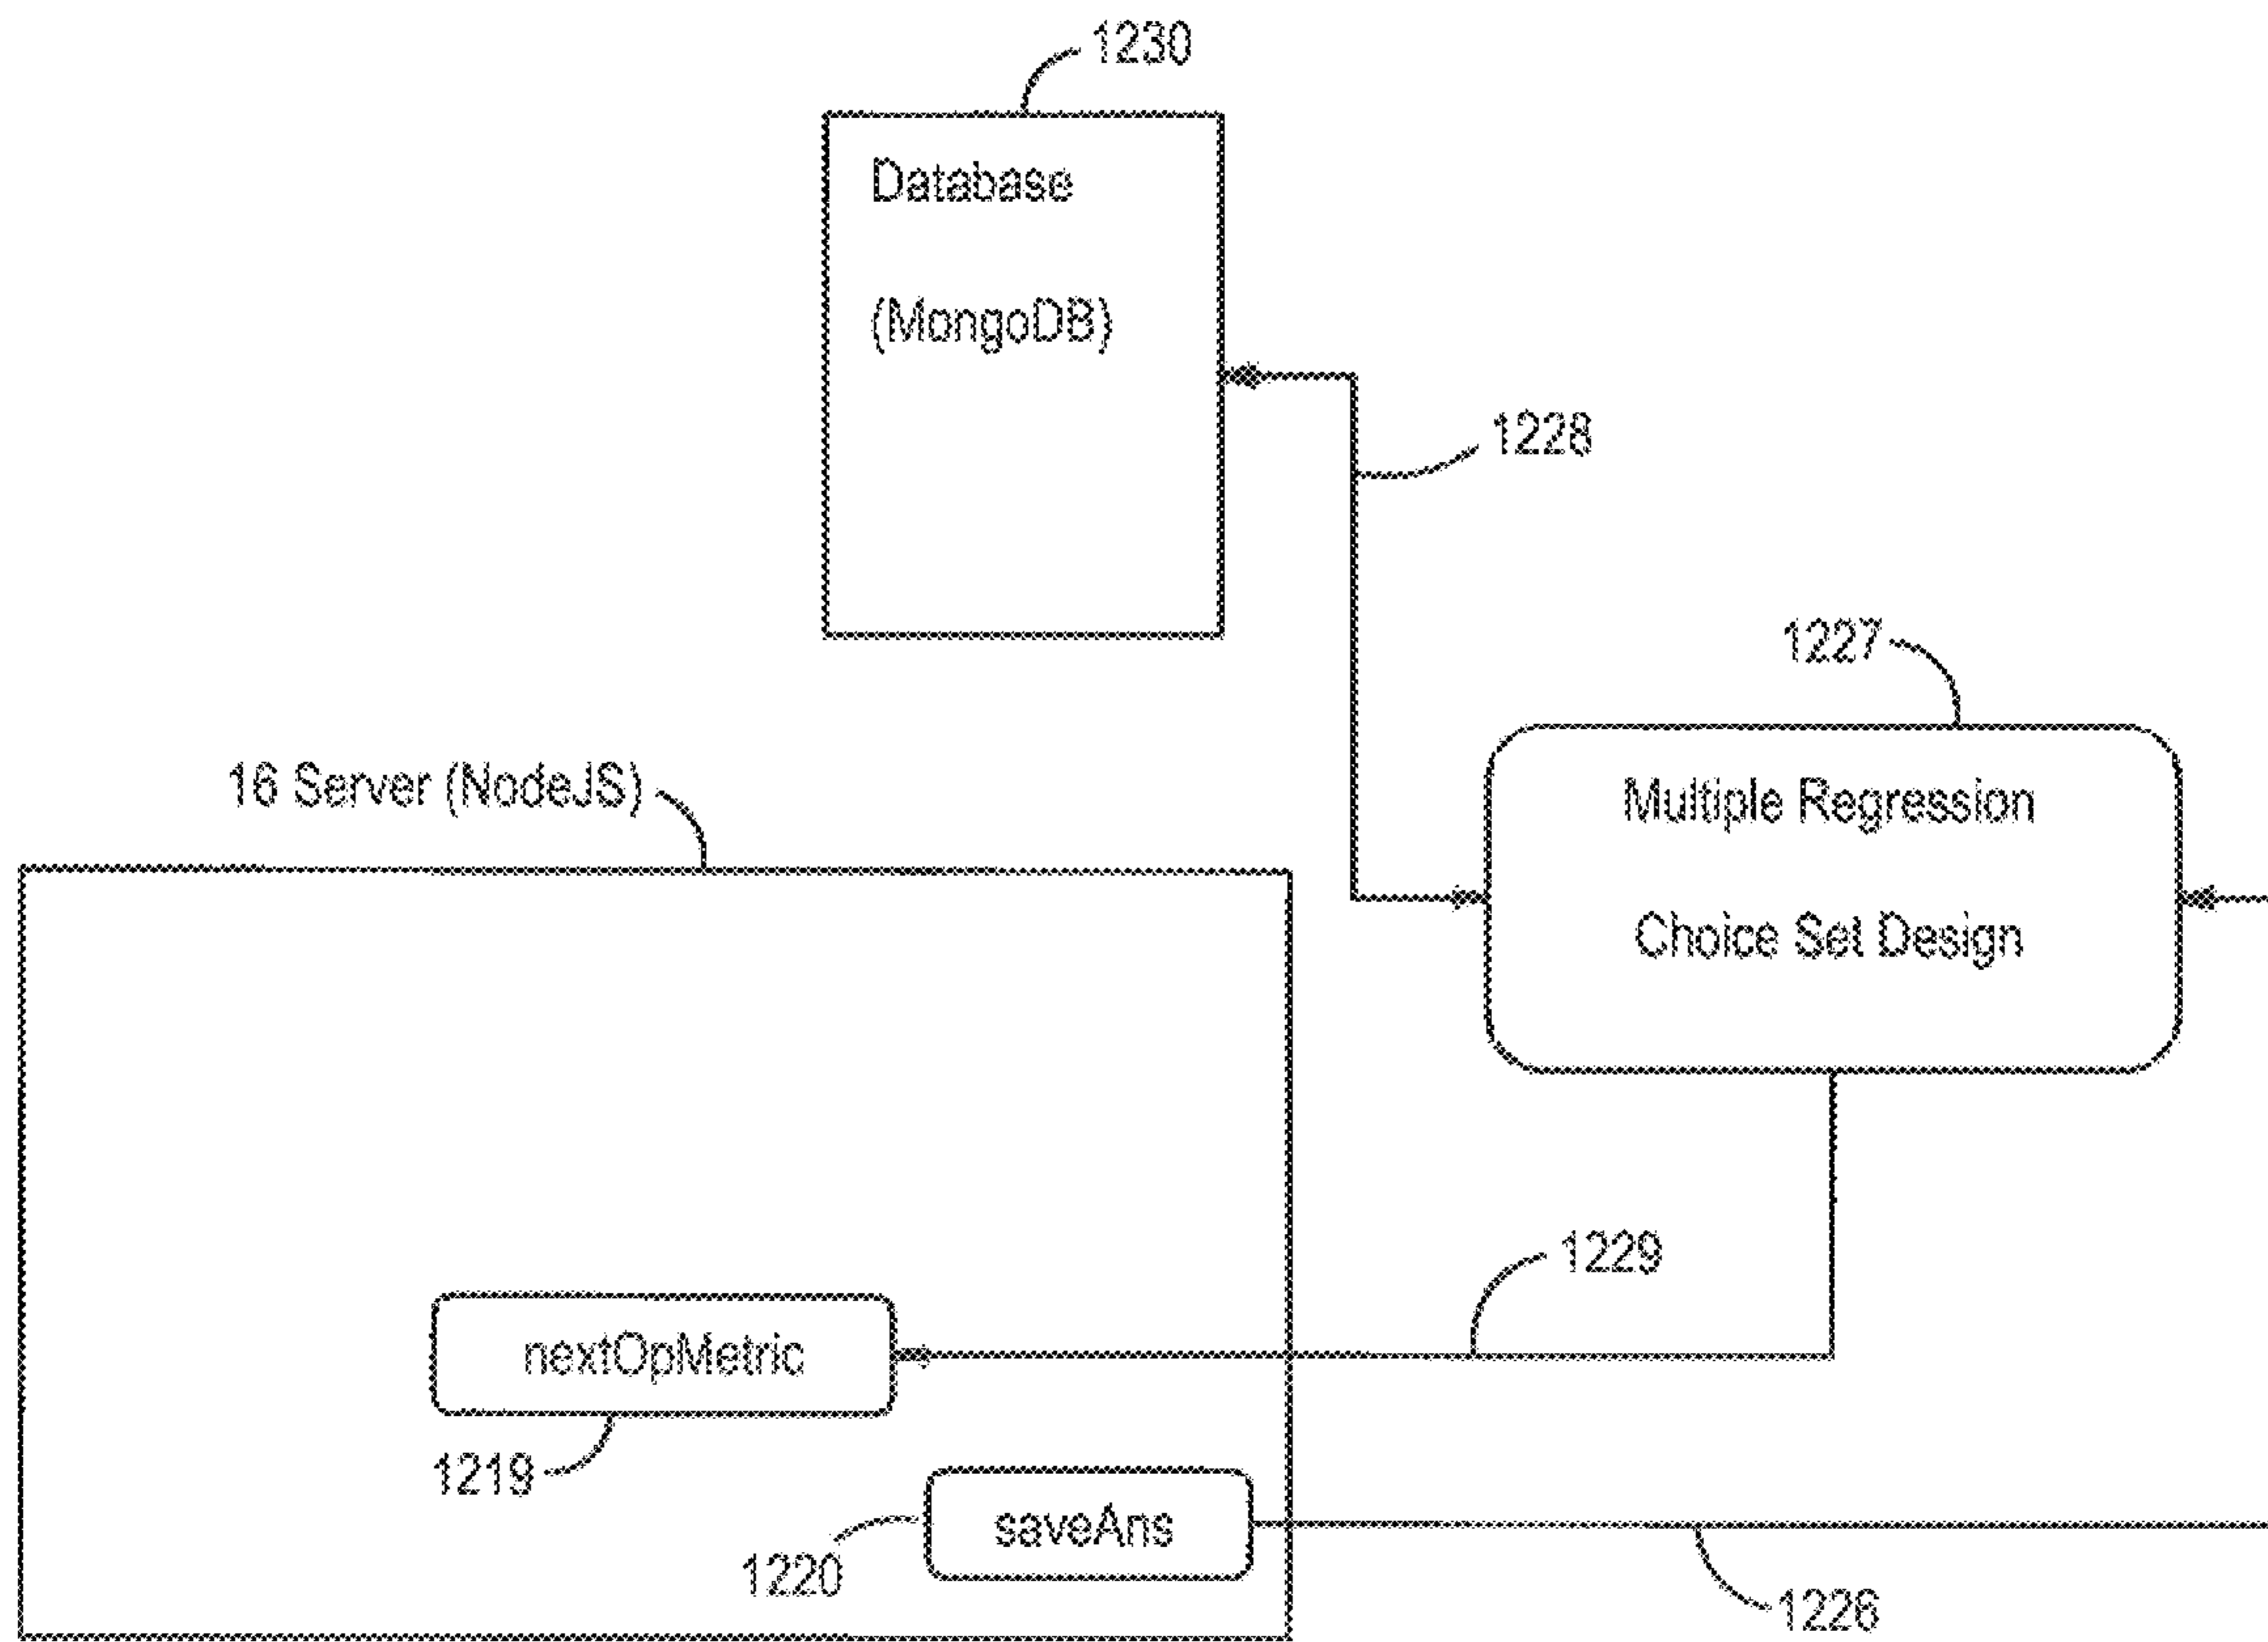 1230
Database
(MongoDB)
1228
1227
16 Server (NodeJS)
Multiple Regression
Choice Set Design
1229
nextOpMetric
1219
saveAns
1220
1226